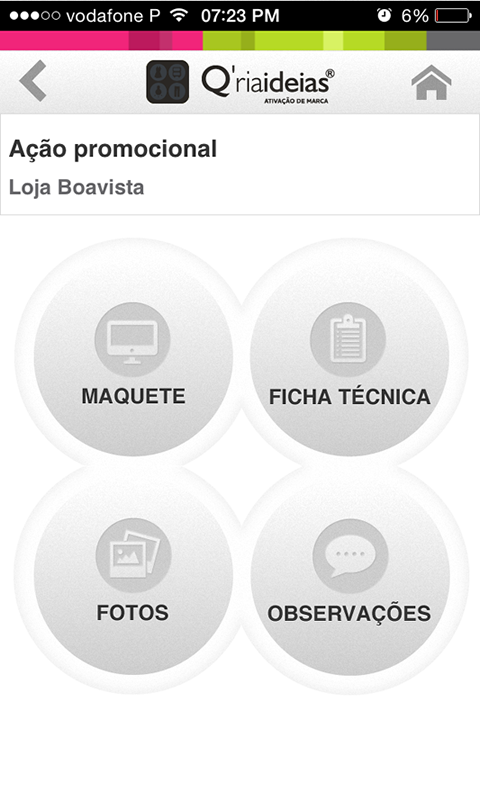 vodafone P 07:23 PM 6%
Q'riaideias®
ATIVAÇÃO DE MARCA
Ação promocional
Loja Boavista
MAQUETE FICHA TÉCNICA
FOTOS OBSERVAÇÕES